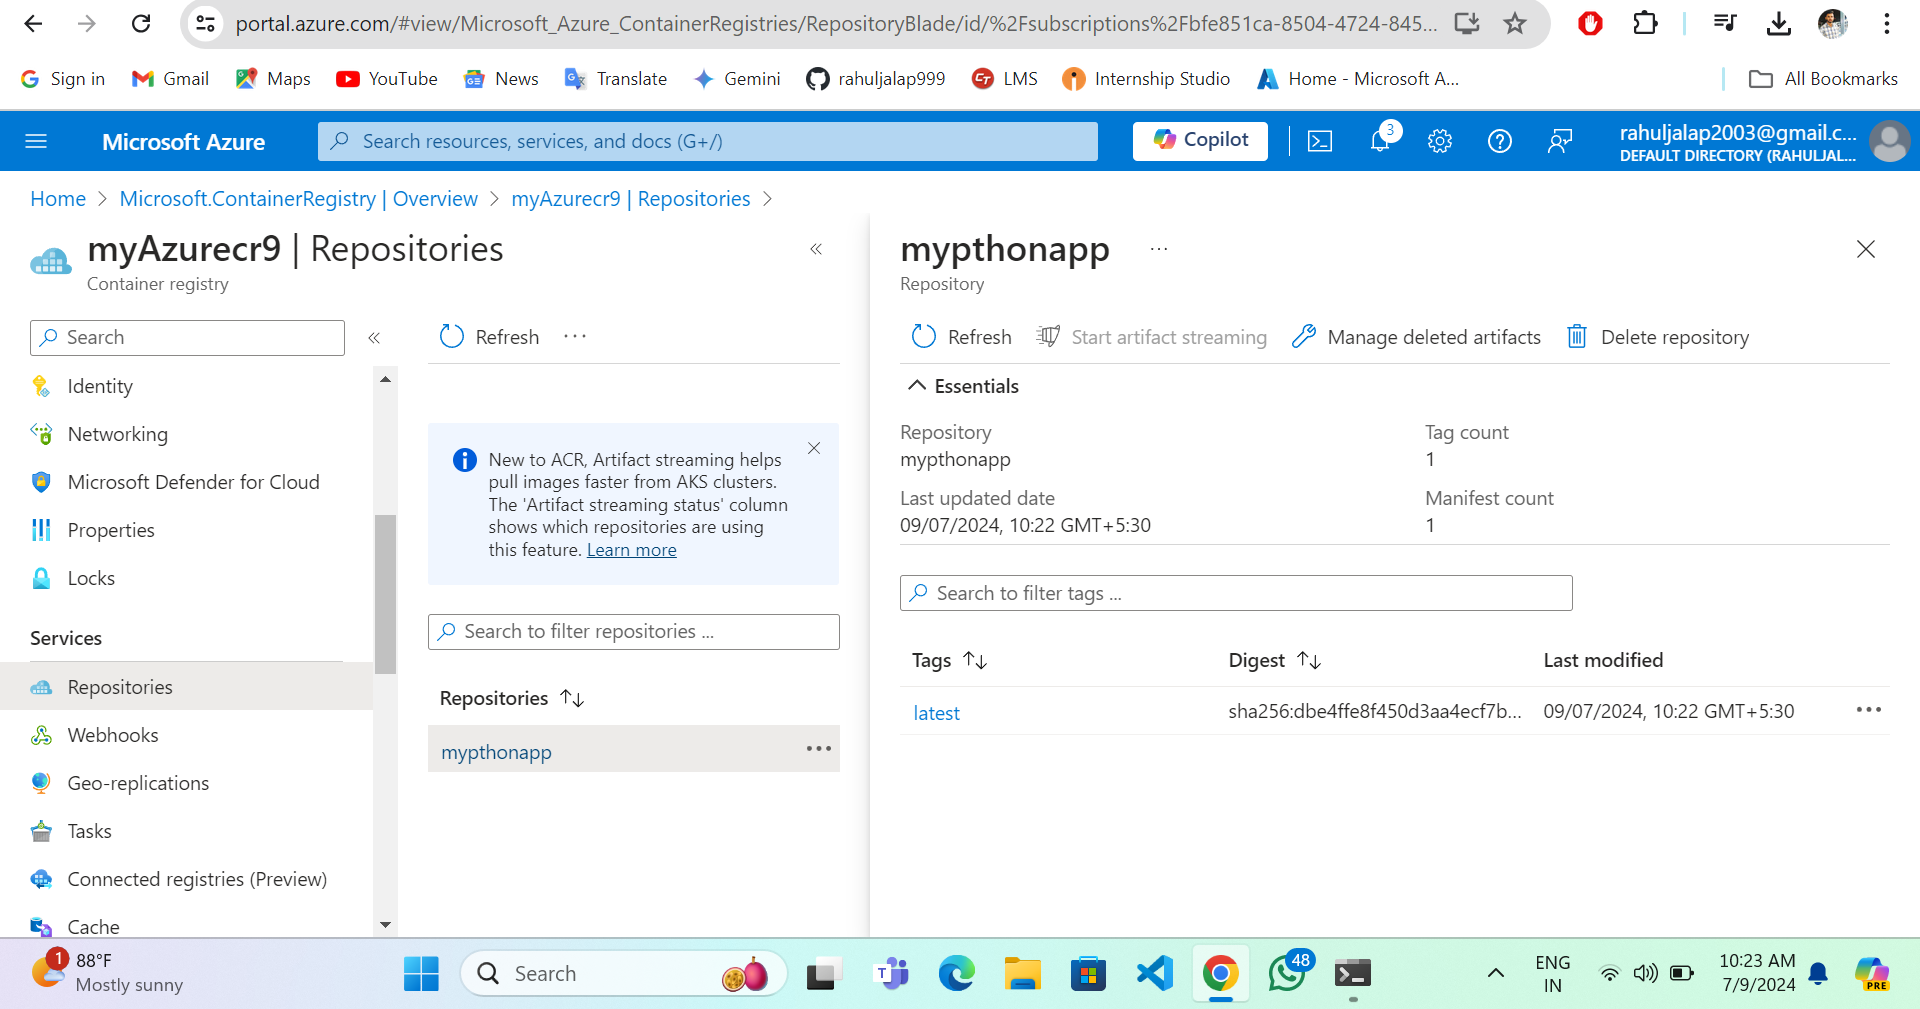 portal.azure.com/#view/Microsoft_Azure_ContainerRegistries/RepositoryBlade/id/%2Fsubscriptions%2Fbfe851ca-8504-4724-845...
Sign in
Gmail
Maps
YouTube
News
Translate
Gemini
rahuljalap999
LMS
Internship Studio
Home - Microsoft A...
All Bookmarks
Microsoft Azure
Search resources, services, and docs (G+/)
Copilot
3
rahuljalap2003@gmail.c...
DEFAULT DIRECTORY (RAHULJAL...
Home > Microsoft.ContainerRegistry | Overview > myAzurecr9 | Repositories >
myAzurecr9 | Repositories
Container registry
Search
Identity
Networking
Microsoft Defender for Cloud
Properties
Locks
Services
Repositories
Webhooks
Geo-replications
Tasks
Connected registries (Preview)
Cache
Refresh
New to ACR, Artifact streaming helps
pull images faster from AKS clusters.
The 'Artifact streaming status' column
shows which repositories are using
this feature. Learn more
Search to filter repositories ...
Repositories
mypthonapp
mypthonapp
Repository
Refresh
Start artifact streaming
Manage deleted artifacts
Delete repository
Essentials
Repository
mypthonapp
Tag count
1
Last updated date
09/07/2024, 10:22 GMT+5:30
Manifest count
1
Search to filter tags ...
Tags
Digest
Last modified
latest
sha256:dbe4ffe8f450d3aa4ecf7b...
09/07/2024, 10:22 GMT+5:30
1
88°F
Mostly sunny
Search
48
ENG
IN
10:23 AM
7/9/2024
PRE